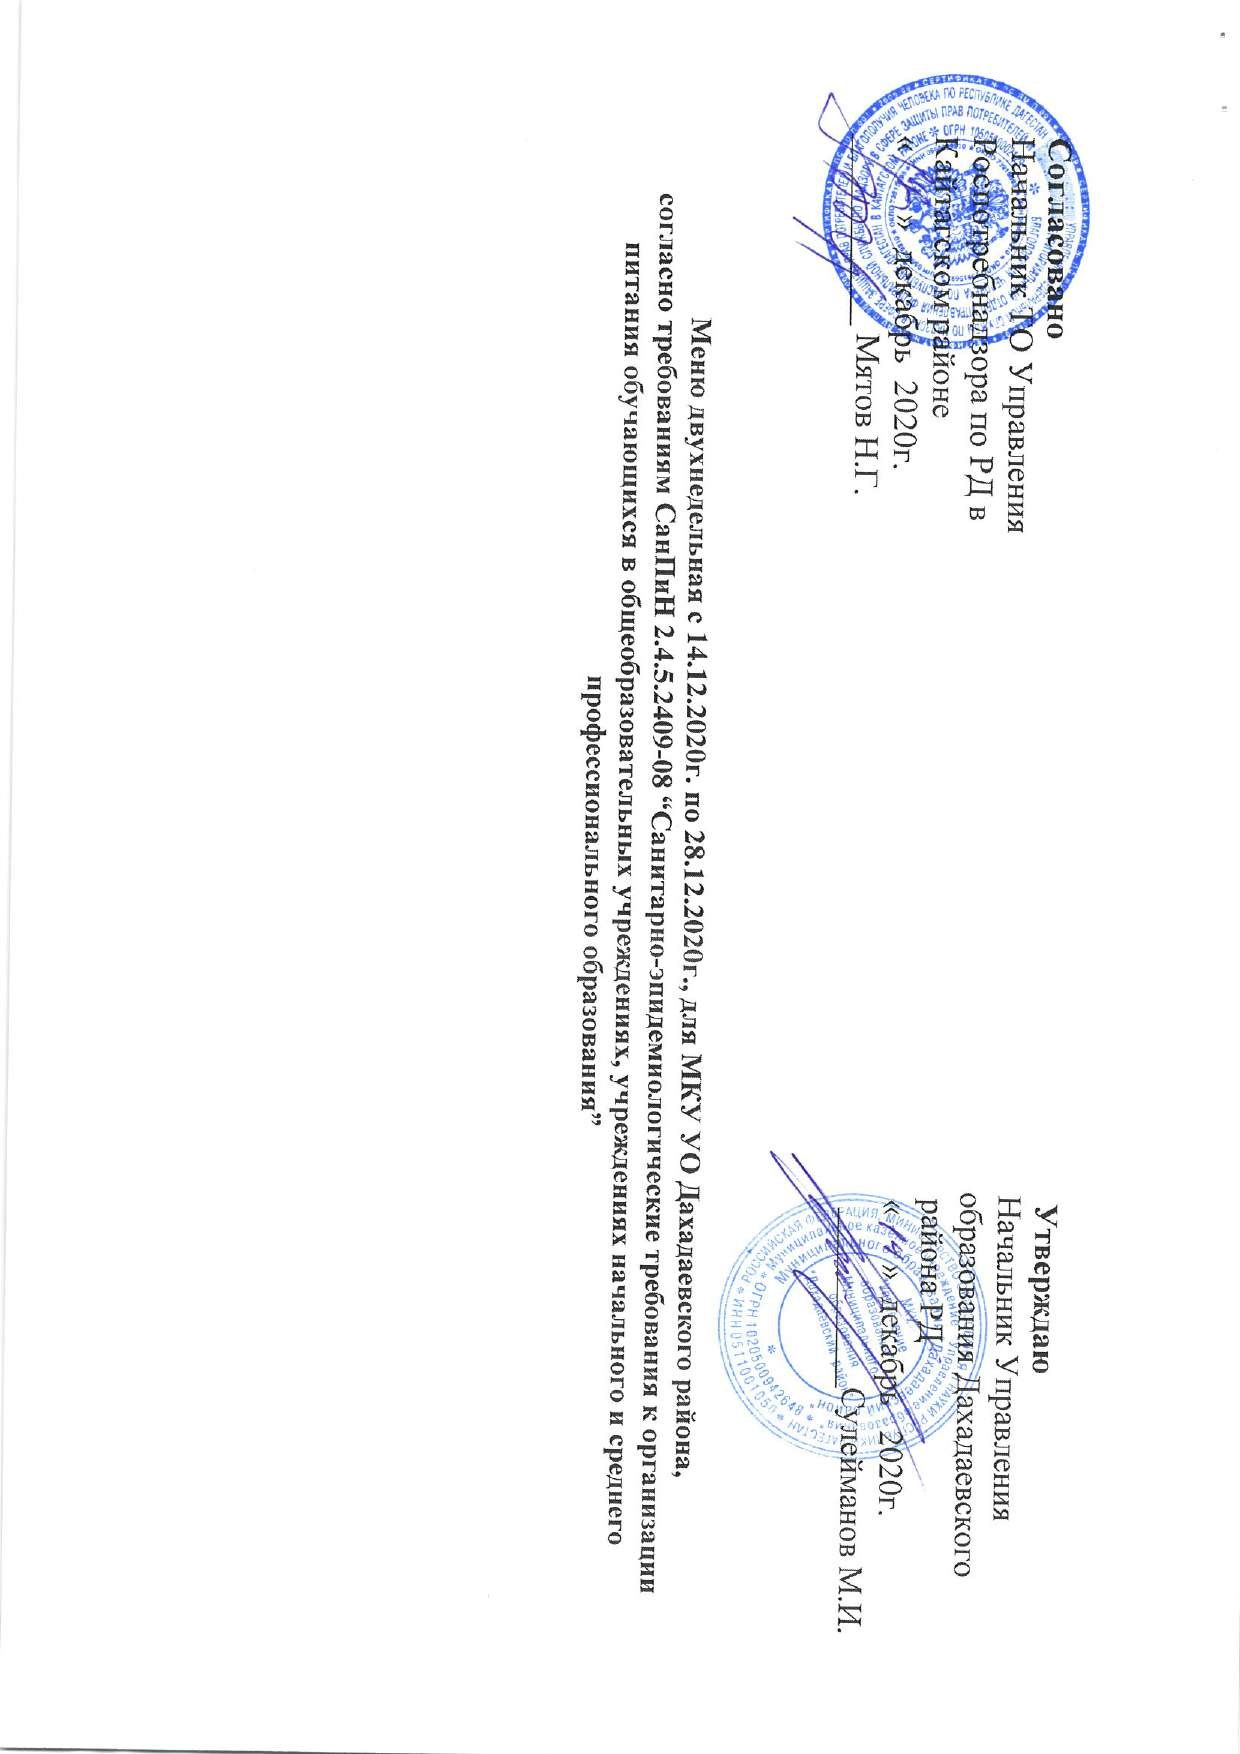 Согласовано
Начальник ТО Управления
Роспотребнадзора по РД в
Кайтагском районе
« » декабрь 2020г.
Мятов Н.Г.
Утверждаю
Начальник Управления
образования Дахадаевского
района РД
« » декабрь 2020г.
Сулейманов М.И.
Меню двухнедельная с 14.12.2020г. по 28.12.2020г., для МКУ УО Дахадаевского района,
согласно требованиям СанПиН 2.4.5.2409-08 “Санитарно-эпидемиологические требования к организации
питания обучающихся в общеобразовательных учреждениях, учреждениях начального и среднего
профессионального образования”